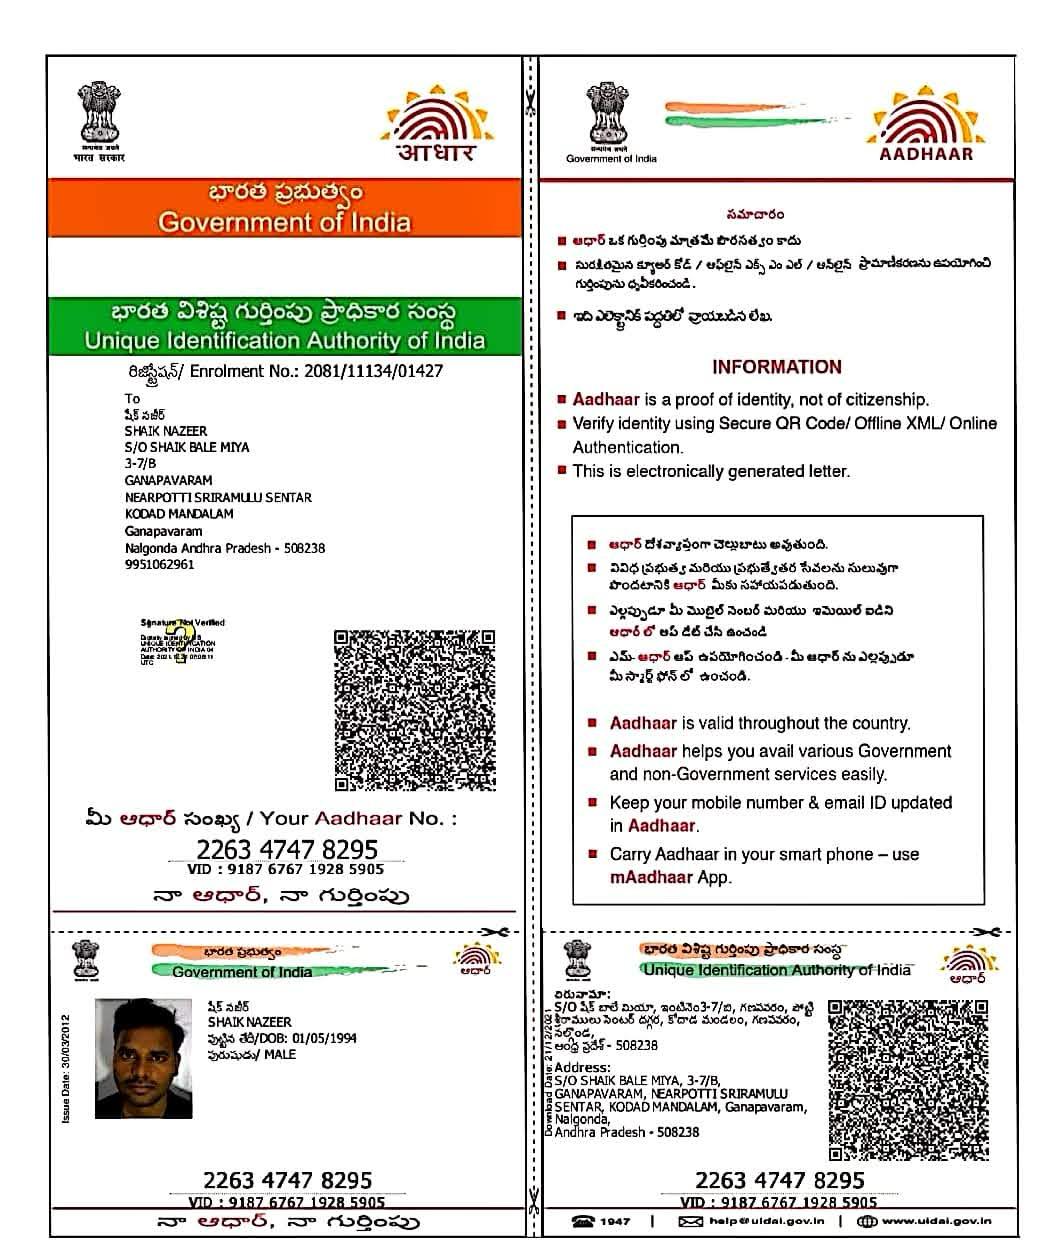 सत्यमेव जयते
भारत सरकार
आधार
భారత ప్రభుత్వం
Government of India
భారత విశిష్ట గుర్తింపు ప్రాధికార సంస్థ
Unique Identification Authority of India
రిజిస్ట్రేషన్/ Enrolment No.: 2081/11134/01427
To
షేక్ నజీర్
SHAIK NAZEER
S/O SHAIK BALE MIYA
3-7/B
GANAPAVARAM
NEARPOTTI SRIRAMULU SENTAR
KODAD MANDALAM
Ganapavaram
Nalgonda Andhra Pradesh - 508238
9951062961
Signature Not Verified
UNIQUE IDENTIFICATION
AUTHORITY OF INDIA
UTC
మీ ఆధార్ సంఖ్య / Your Aadhaar No. :
2263 4747 8295
VID : 9187 6767 1928 5905
నా ఆధార్, నా గుర్తింపు
భారత ప్రభుత్వం
Government of India
ఆధార్
Issue Date: 30/03/2012
షేక్ నజీర్
SHAIK NAZEER
పుట్టిన తేదీ/DOB: 01/05/1994
పురుషుడు/ MALE
2263 4747 8295
VID : 9187 6767 1928 5905
నా ఆధార్, నా గుర్తింపు
Government of India
AADHAAR
సమాచారం
ఆధార్ ఒక గుర్తింపు మాత్రమే పౌరసత్వం కాదు
సురక్షితమైన క్యూఆర్ కోడ్ / ఆఫ్‌లైన్ ఎక్స్ ఎం ఎల్ / ఆన్‌లైన్ ప్రామాణీకరణను ఉపయోగించి
గుర్తింపును ధృవీకరించండి.
ఇది ఎలెక్ట్రానిక్ పద్ధతిలో వ్రాయబడిన లేఖ.
INFORMATION
Aadhaar is a proof of identity, not of citizenship.
Verify identity using Secure QR Code/ Offline XML/ Online
Authentication.
This is electronically generated letter.
ఆధార్ దేశవ్యాప్తంగా చెల్లుబాటు అవుతుంది.
వివిధ ప్రభుత్వ మరియు ప్రభుత్వేతర సేవలను సులువుగా
పొందటానికి ఆధార్ మీకు సహాయపడుతుంది.
ఎల్లప్పుడూ మీ మొబైల్ నెంబర్ మరియు ఇమెయిల్ ఐడిని
ఆధార్ లో అప్ డేట్ చేసి ఉంచండి
ఎమ్-ఆధార్ అప్ ఉపయోగించండి - మీ ఆధార్ ను ఎల్లప్పుడూ
మీ స్మార్ట్ ఫోన్ లో ఉంచండి.
Aadhaar is valid throughout the country.
Aadhaar helps you avail various Government
and non-Government services easily.
Keep your mobile number & email ID updated
in Aadhaar.
Carry Aadhaar in your smart phone – use
mAadhaar App.
భారత విశిష్ట గుర్తింపు ప్రాధికార సంస్థ
Unique Identification Authority of India
ఆధార్
Download Date: 21/12/2021
చిరునామా:
S/O షేక్ బాలే మియా, ఇంటినెం3-7/బి, గణపవరం, పోట్టి
శ్రీరాములు సెంటర్ దగ్గర, కోదాడ మండలం, గణపవరం,
నల్గొండ,
ఆంధ్ర ప్రదేశ్ - 508238
Address:
S/O SHAIK BALE MIYA, 3-7/B,
GANAPAVARAM, NEARPOTTI SRIRAMULU
SENTAR, KODAD MANDALAM, Ganapavaram,
Nalgonda,
Andhra Pradesh - 508238
2263 4747 8295
VID : 9187 6767 1928 5905
1947 | help@uidai.gov.in | www.uidai.gov.in